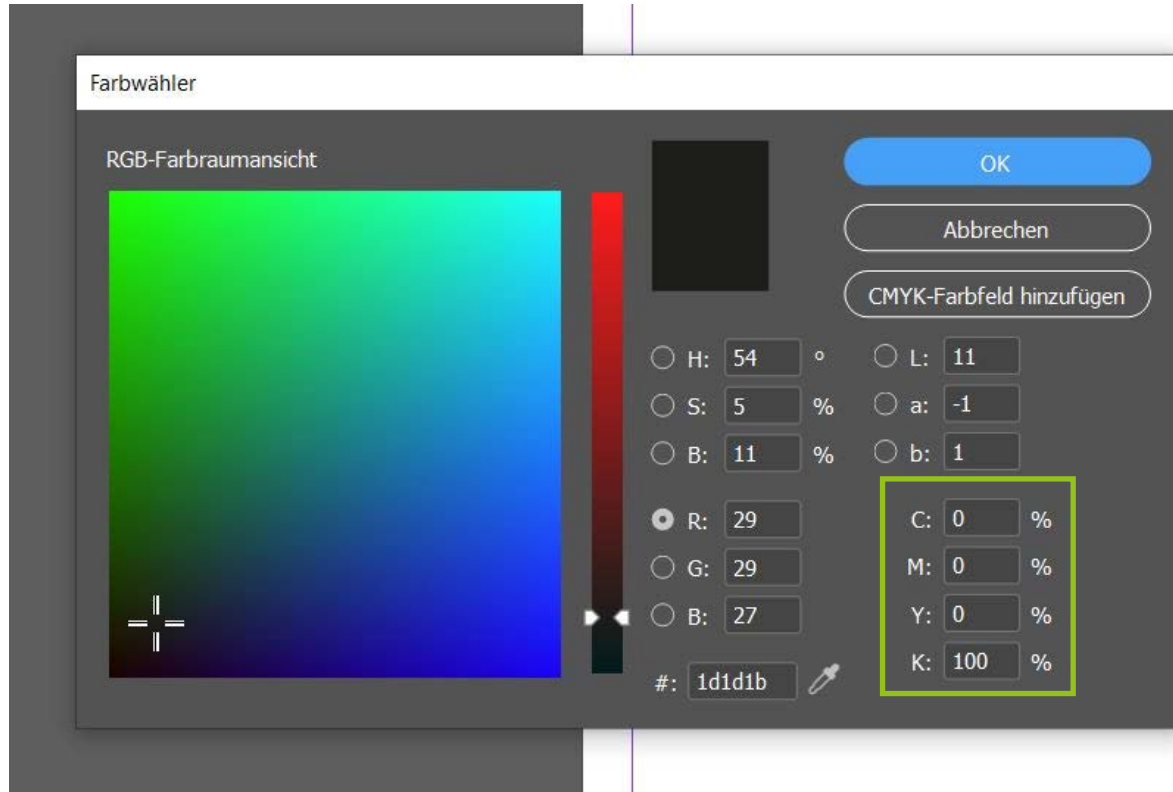 Farbwähler
RGB-Farbraumansicht
OK
Abbrechen
CMYK-Farbfeld hinzufügen
H: 54 °
L: 11
S: 5 %
a: -1
B: 11 %
b: 1
R: 29
C: 0 %
G: 29
M: 0 %
B: 27
Y: 0 %
#: 1d1d1b
K: 100 %